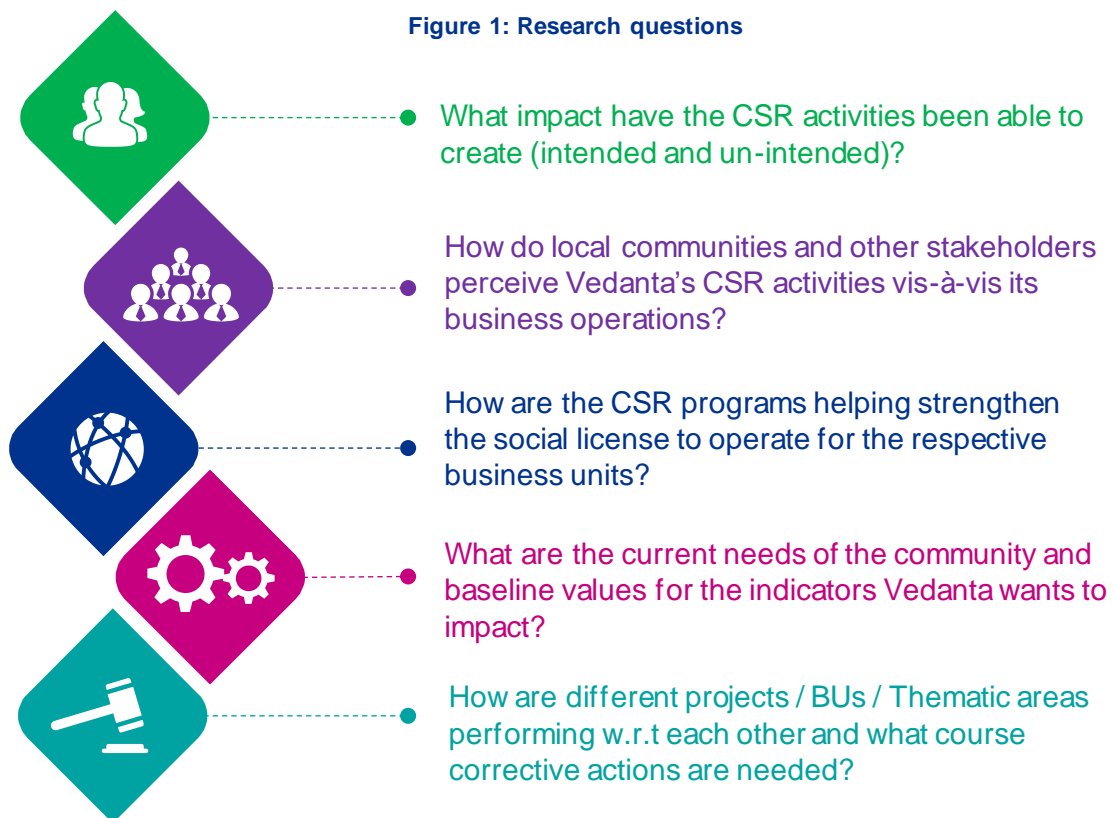 Figure 1: Research questions
What impact have the CSR activities been able to
create (intended and un-intended)?
How do local communities and other stakeholders
perceive Vedanta’s CSR activities vis-à-vis its
business operations?
How are the CSR programs helping strengthen
the social license to operate for the respective
business units?
What are the current needs of the community and
baseline values for the indicators Vedanta wants to
impact?
How are different projects / BUs / Thematic areas
performing w.r.t each other and what course
corrective actions are needed?